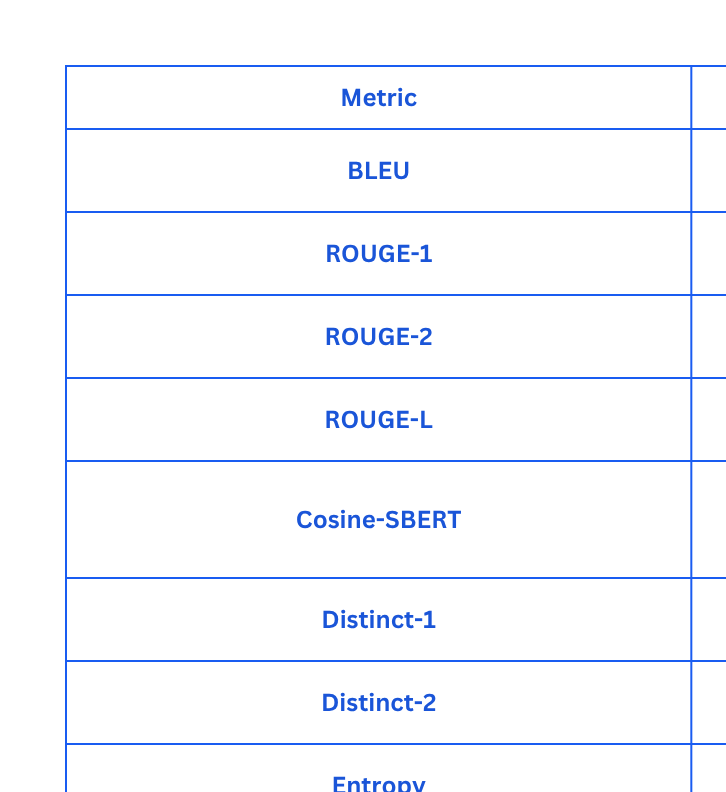 Metric
BLEU
ROUGE-1
ROUGE-2
ROUGE-L
Cosine-SBERT
Distinct-1
Distinct-2
Entropy